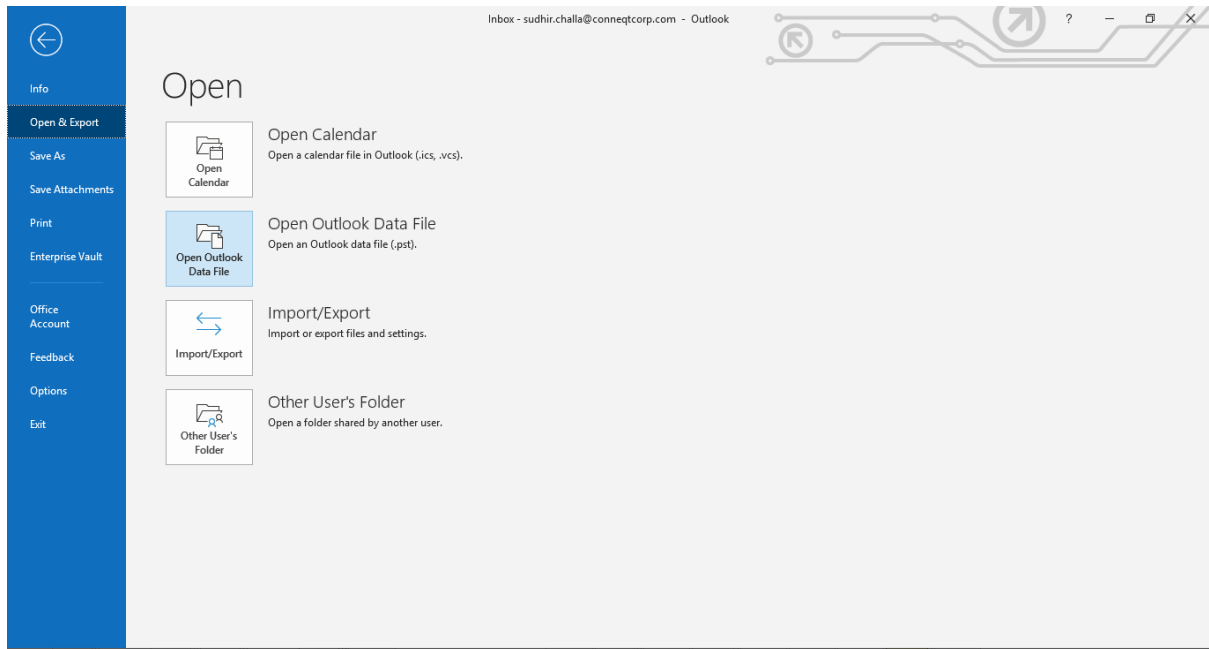 Inbox - sudhir.challa@conneqtcorp.com - Outlook
?
Info
Open & Export
Save As
Save Attachments
Print
Enterprise Vault
Office
Account
Feedback
Options
Exit
Open
Open
Calendar
Open Calendar
Open a calendar file in Outlook (.ics, .vcs).
Open Outlook
Data File
Open Outlook Data File
Open an Outlook data file (.pst).
Import/Export
Import/Export
Import or export files and settings.
Other User's
Folder
Other User's Folder
Open a folder shared by another user.